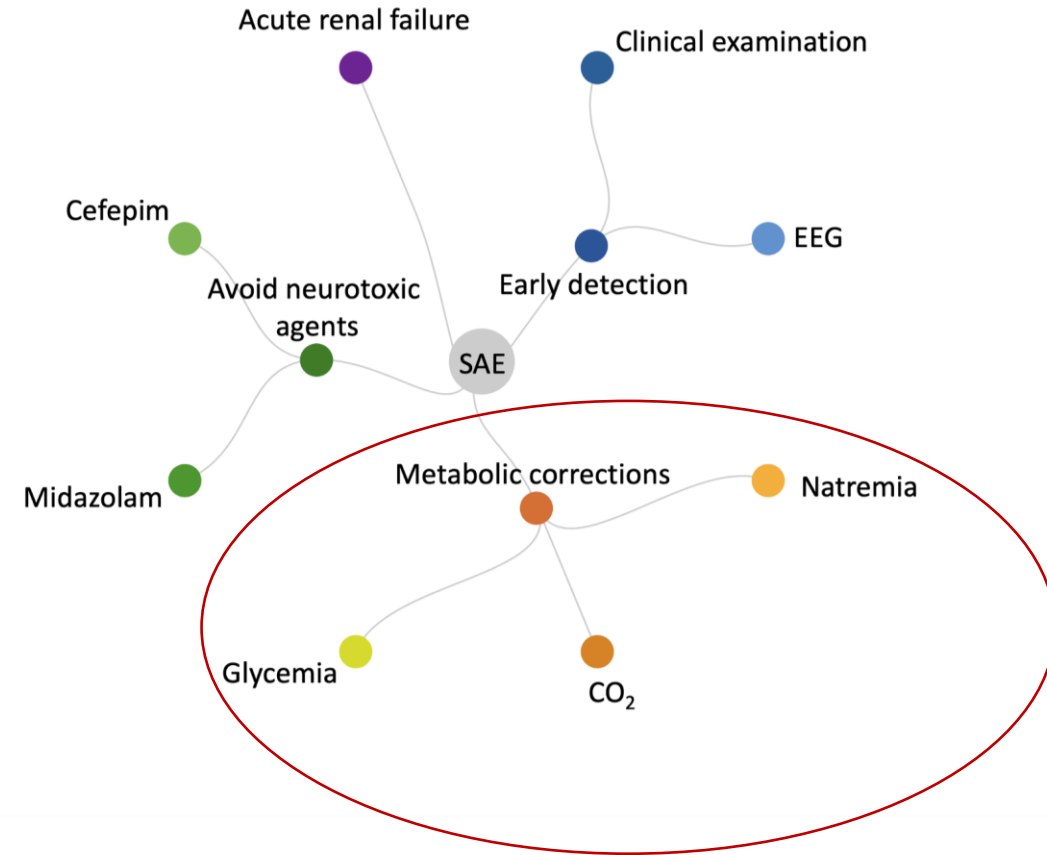 Acute renal failure
Clinical examination
Cefepim
EEG
Avoid neurotoxic
agents
Early detection
SAE
Metabolic corrections
Natremia
Midazolam
Glycemia
CO₂